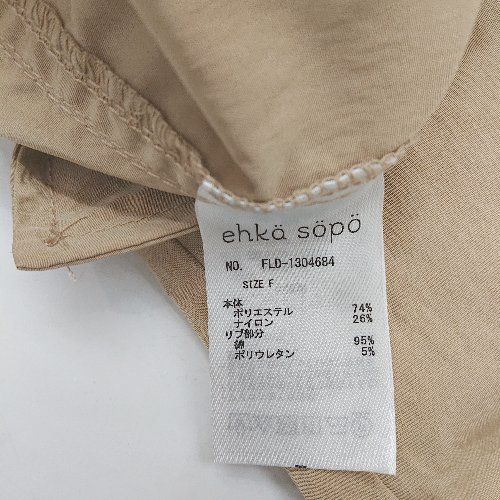 ehkä söpö
NO. FLD-1304684
SIZE F
本体
ポリエステル 74%
ナイロン 26%
リブ部分
綿 95%
ポリウレタン 5%